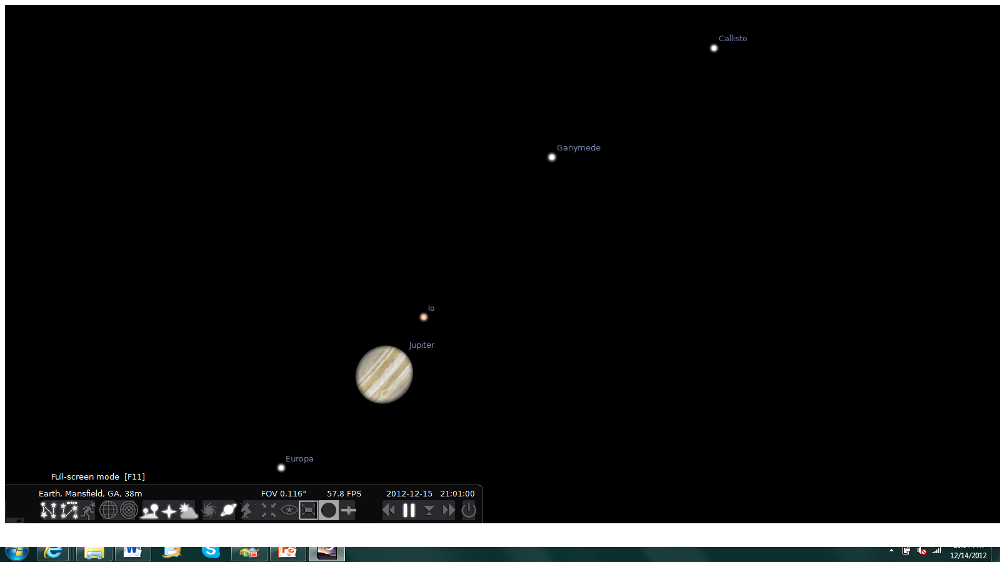 Callisto
Ganymede
Io
Jupiter
Europa
Full-screen mode [F11]
Earth, Mansfield, GA, 38m FOV 0.116° 57.8 FPS 2012-12-15 21:01:00
orion
12/14/2012